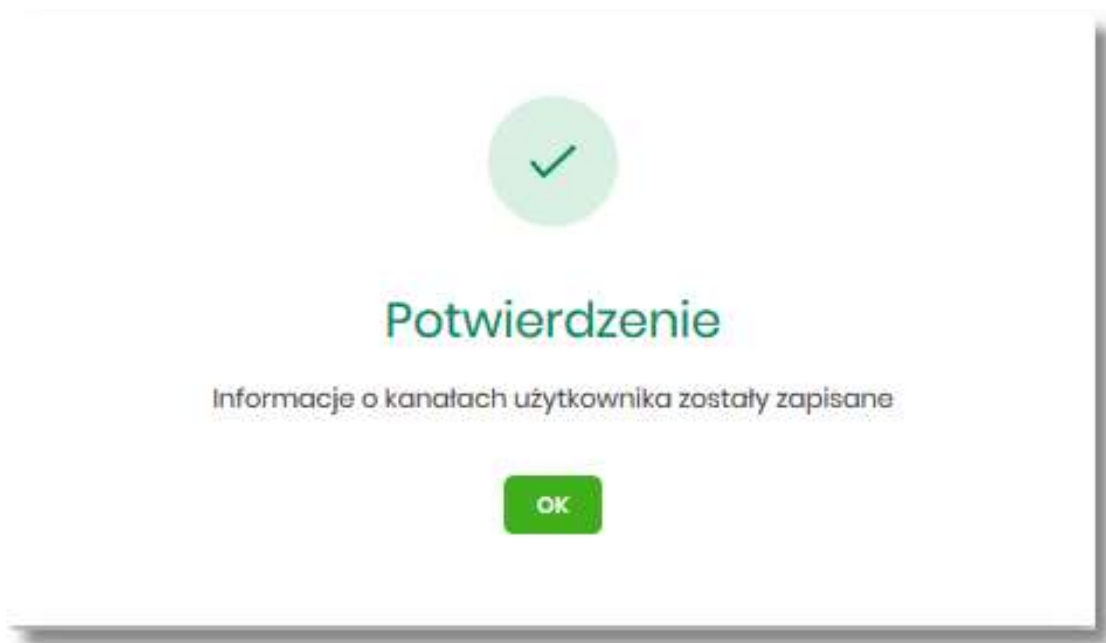 Potwierdzenie
Informacje o kanałach użytkownika zostały zapisane
OK